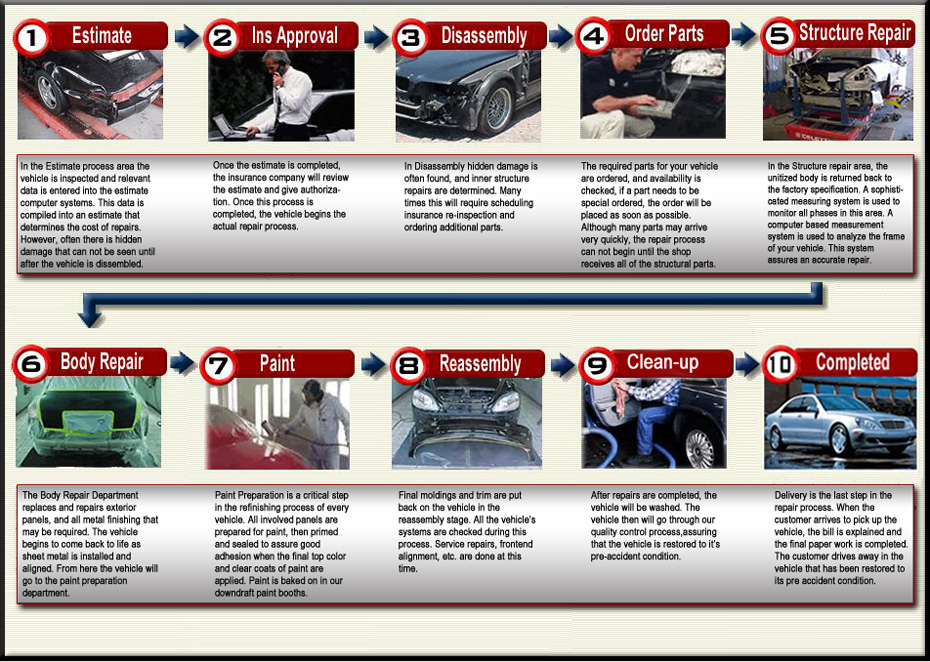 1 Estimate
2 Ins Approval
3 Disassembly
4 Order Parts
5 Structure Repair
In the Estimate process area the
vehicle is inspected and relevant
data is entered into the estimate
computer systems. This data is
compiled into an estimate that
determines the cost of repairs.
However, often there is hidden
damage that can not be seen until
after the vehicle is dissembled.
Once the estimate is completed,
the insurance company will review
the estimate and give authoriza-
tion. Once this process is
completed, the vehicle begins the
actual repair process.
In Disassembly hidden damage is
often found, and inner structure
repairs are determined. Many
times this will require scheduling
insurance re-inspection and
ordering additional parts.
The required parts for your vehicle
are ordered, and availability is
checked, if a part needs to be
special ordered, the order will be
placed as soon as possible.
Although many parts may arrive
very quickly, the repair process
can not begin until the shop
receives all of the structural parts.
In the Structure repair area, the
unitized body is returned back to
the factory specification. A sophisti-
cated measuring system is used to
monitor all phases in this area. A
computer based measurement
system is used to analyze the frame
of your vehicle. This system
assures an accurate repair.
6 Body Repair
7 Paint
8 Reassembly
9 Clean-up
10 Completed
The Body Repair Department
replaces and repairs exterior
panels, and all metal finishing that
may be required. The vehicle
begins to come back to life as
sheet metal is installed and
aligned. From here the vehicle will
go to the paint preparation
department.
Paint Preparation is a critical step
in the refinishing process of every
vehicle. All involved panels are
prepared for paint, then primed
and sealed to assure good
adhesion when the final top color
and clear coats of paint are
applied. Paint is baked on in our
downdraft paint booths.
Final moldings and trim are put
back on the vehicle in the
reassembly stage. All the vehicle's
systems are checked during this
process. Service repairs, frontend
alignment, etc. are done at this
time.
After repairs are completed, the
vehicle will be washed. The
vehicle then will go through our
quality control process,assuring
that the vehicle is restored to it's
pre-accident condition.
Delivery is the last step in the
repair process. When the
customer arrives to pick up the
vehicle, the bill is explained and
the final paper work is completed.
The customer drives away in the
vehicle that has been restored to
its pre accident condition.